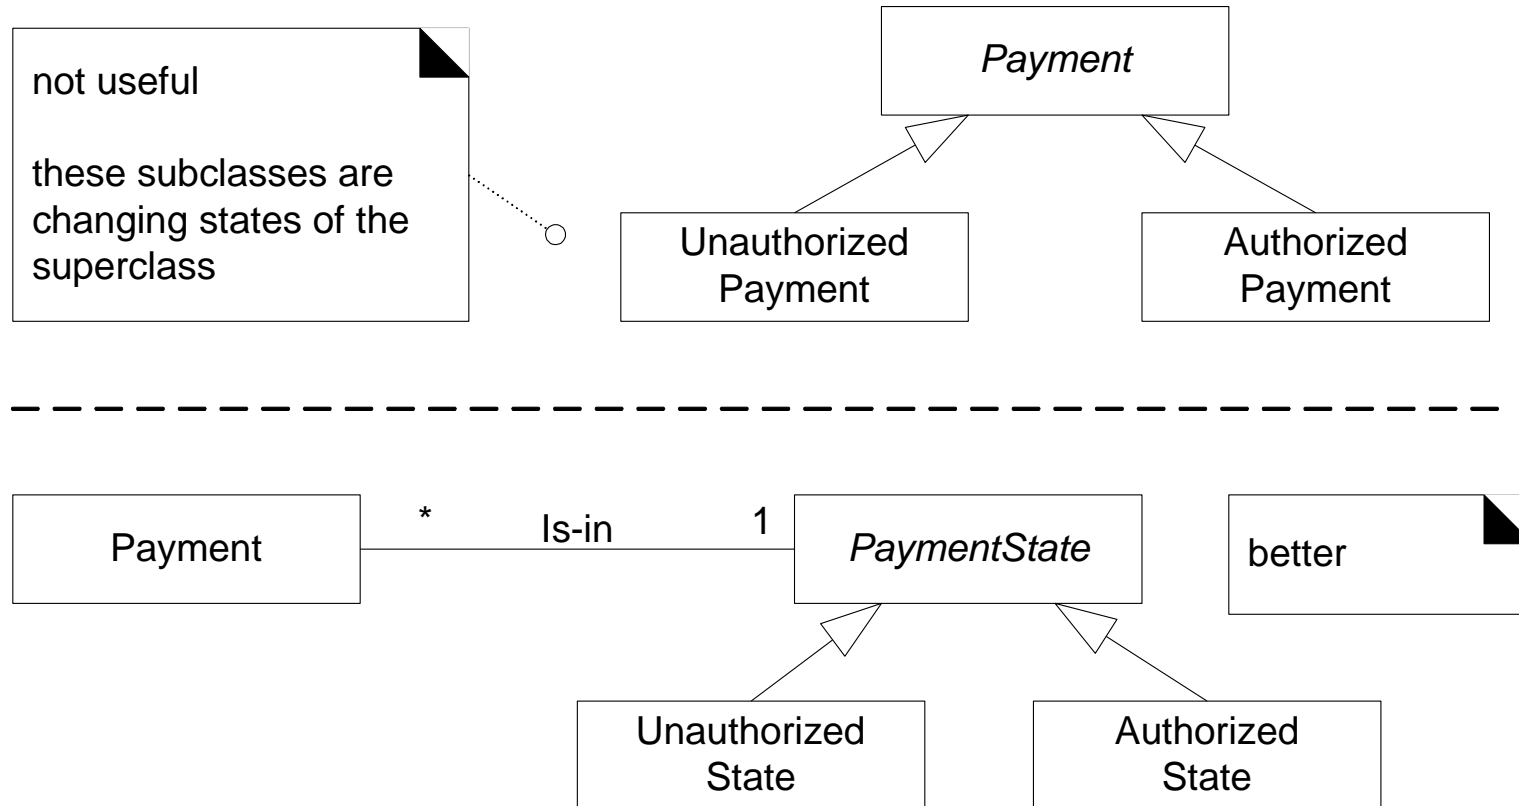 not useful
these subclasses are
changing states of the
superclass
Payment
Unauthorized
Payment
Authorized
Payment
Payment
*
Is-in
1
PaymentState
better
Unauthorized
State
Authorized
State